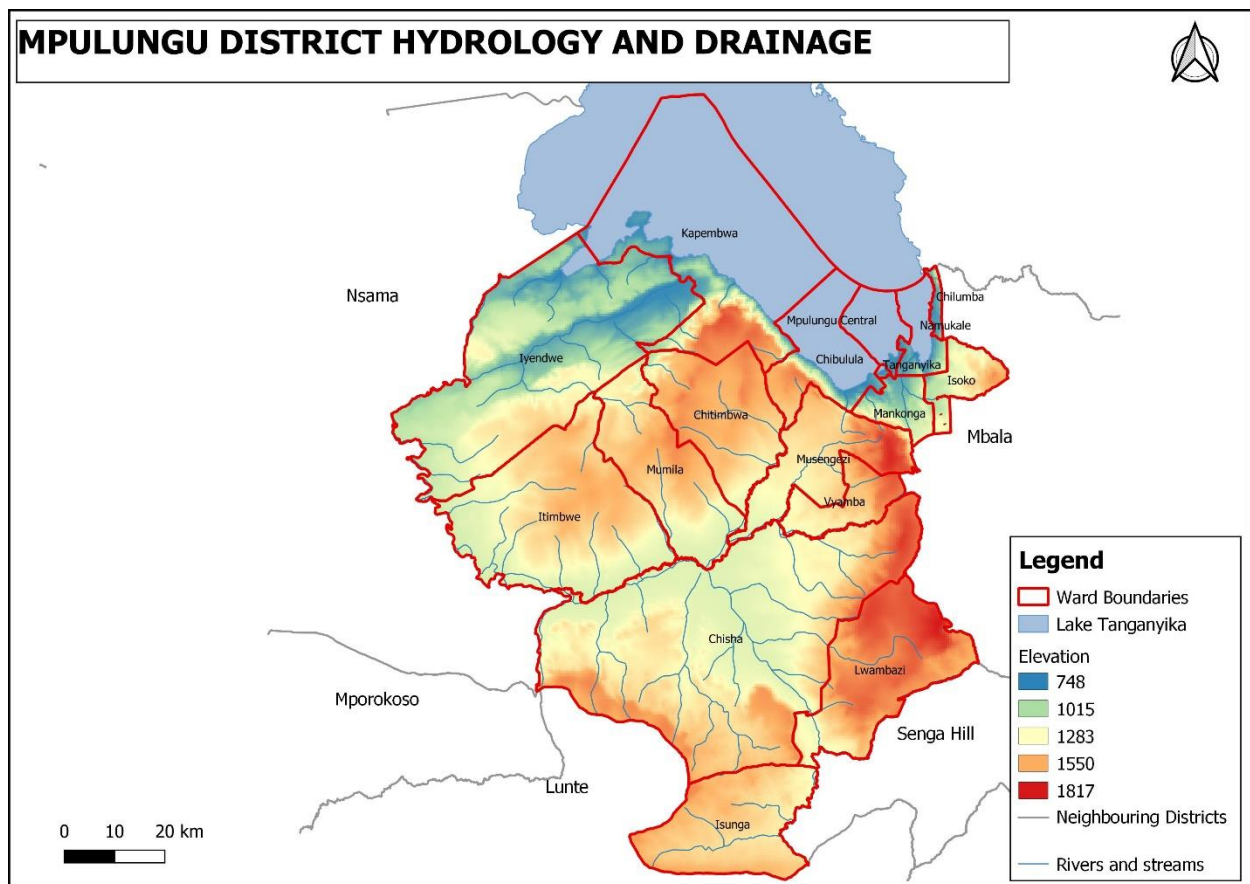 MPULUNGU DISTRICT HYDROLOGY AND DRAINAGE
Kapembwa
Nsama
Chilumba
Mpulungu Central
Namukale
Iyendwe
Chibulula
Tanganyika
Isoko
Chitimbwa
Mankonga
Mbala
Musengezi
Mumila
Vyamba
Itimbwe
Chisha
Lwambazi
Mporokoso
Senga Hill
Lunte
Isunga
0 10 20 km
Legend
Ward Boundaries
Lake Tanganyika
Elevation
748
1015
1283
1550
1817
Neighbouring Districts
Rivers and streams